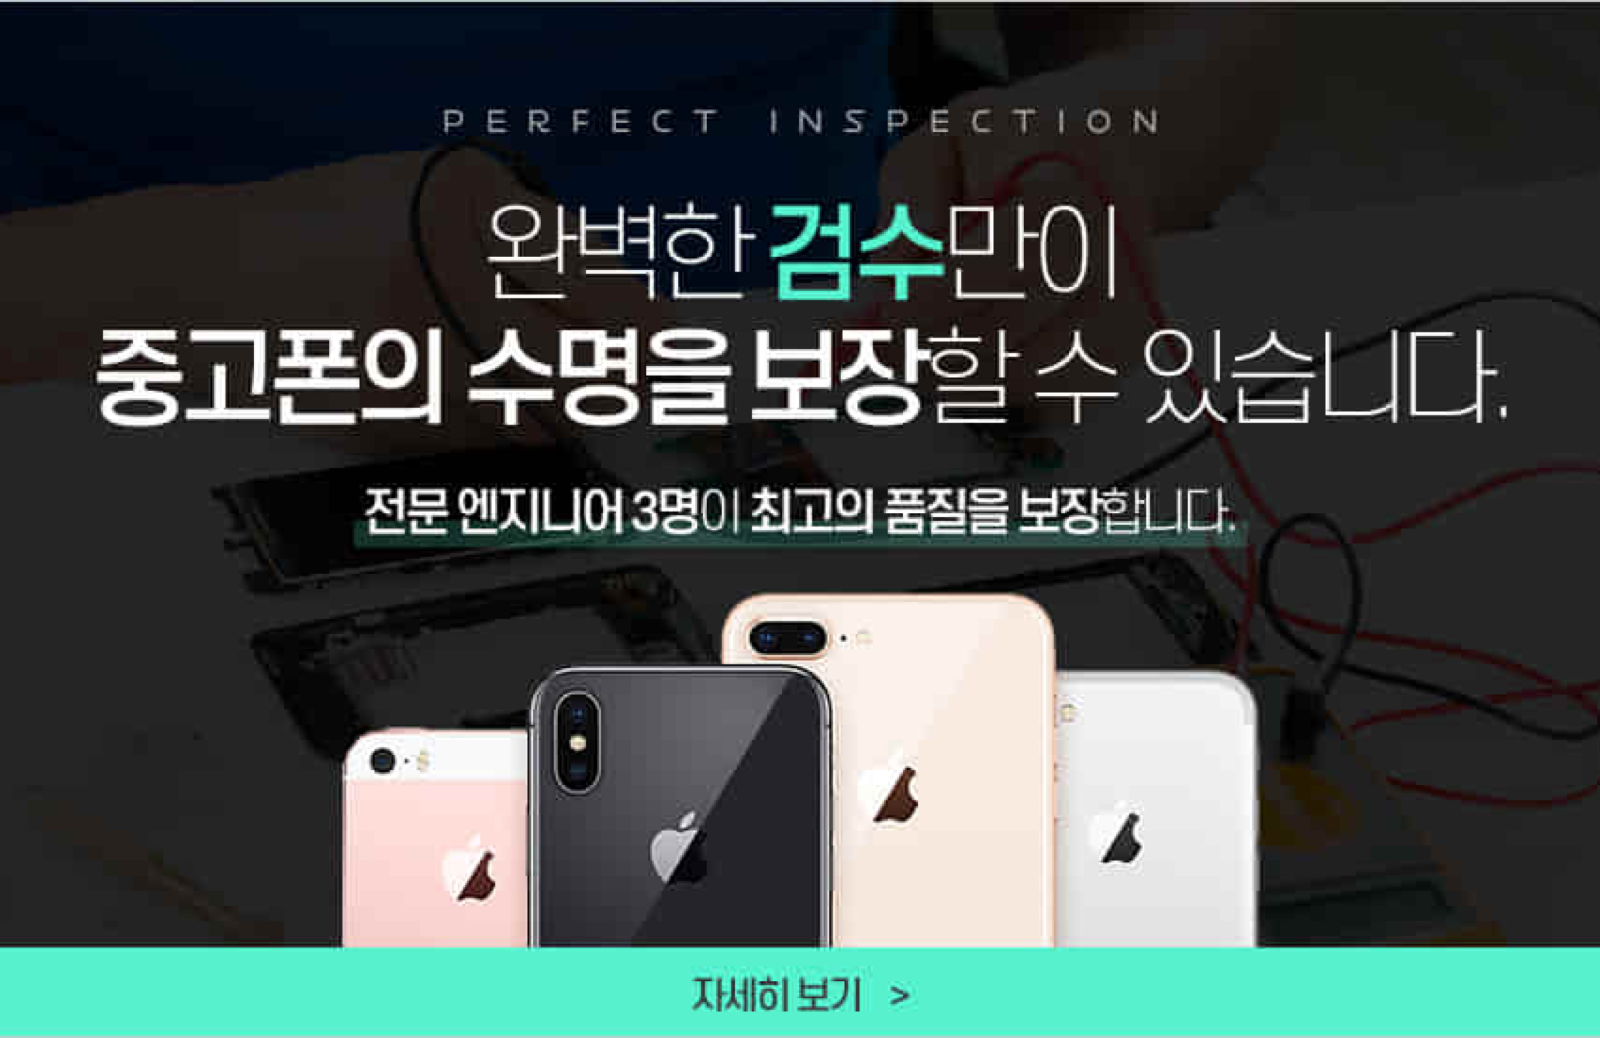 PERFECT INSPECTION
완벽한 검수만이
중고폰의 수명을 보장할 수 있습니다.
전문 엔지니어 3명이 최고의 품질을 보장합니다.
자세히 보기 >